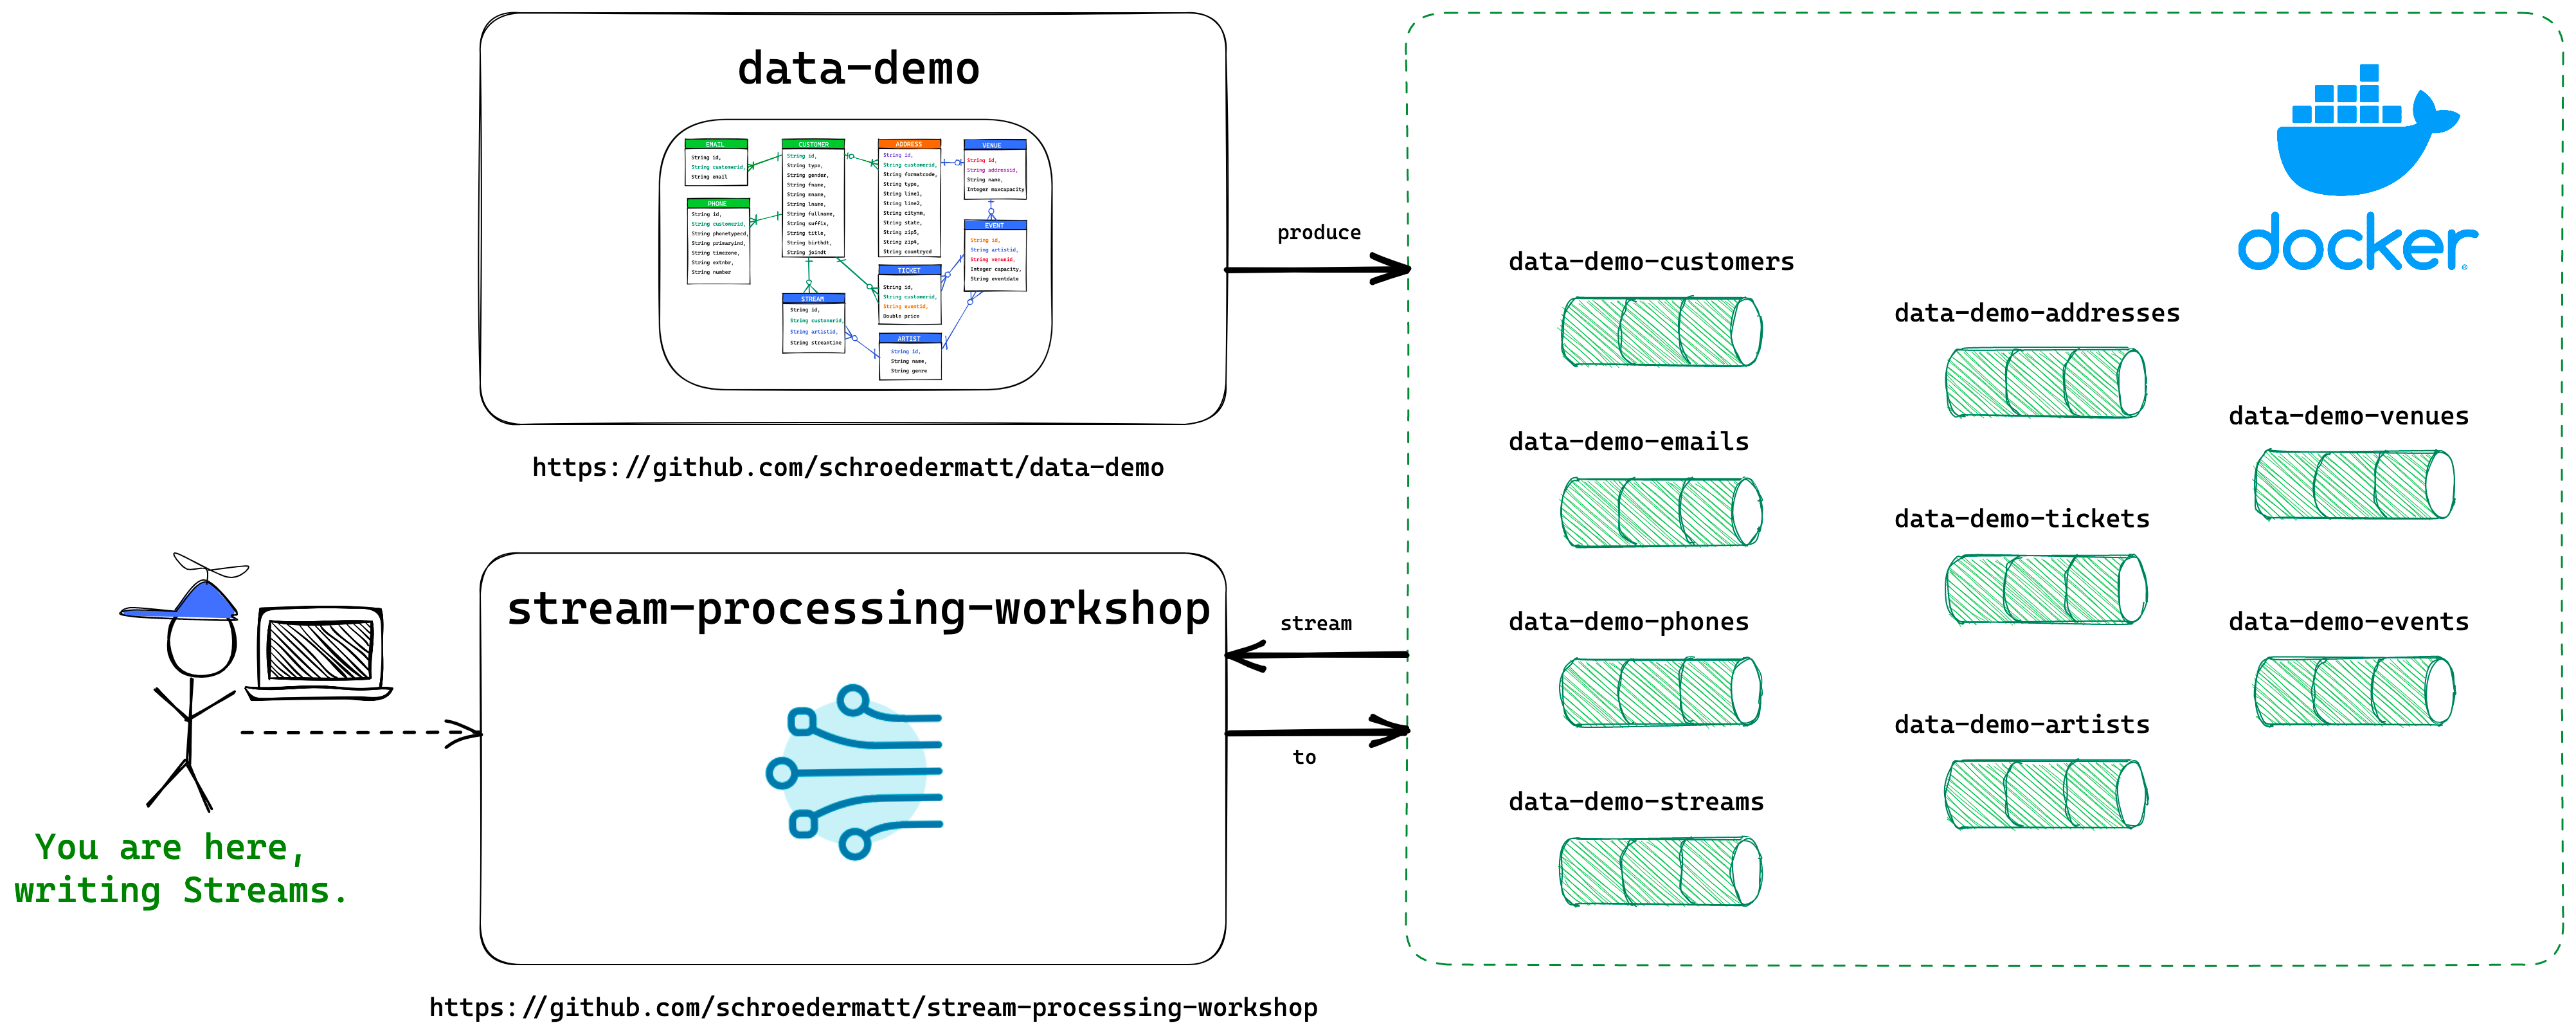 data-demo
EMAIL
String id,
String customerid,
String email
PHONE
String id,
String customerid,
String phonetypecd,
String primaryind,
String timezone,
String extnbr,
String number
CUSTOMER
String id,
String type,
String gender,
String fname,
String mname,
String lname,
String fullname,
String suffix,
String title,
String birthdt,
String joindt
STREAM
String id,
String customerid,
String artistid,
String streamtime
ADDRESS
String id,
String customerid,
String formatcode,
String type,
String line1,
String line2,
String citynm,
String state,
String zip5,
String zip4,
String countrycd
TICKET
String id,
String customerid,
String eventid,
Double price
ARTIST
String id,
String name,
String genre
VENUE
String id,
String addressid,
String name,
Integer maxcapacity
EVENT
String id,
String artistid,
String venueid,
Integer capacity,
String eventdate
https://github.com/schroedermatt/data-demo
produce
You are here,
writing Streams.
stream-processing-workshop
https://github.com/schroedermatt/stream-processing-workshop
stream
to
docker
data-demo-customers
data-demo-emails
data-demo-phones
data-demo-streams
data-demo-addresses
data-demo-tickets
data-demo-artists
data-demo-venues
data-demo-events